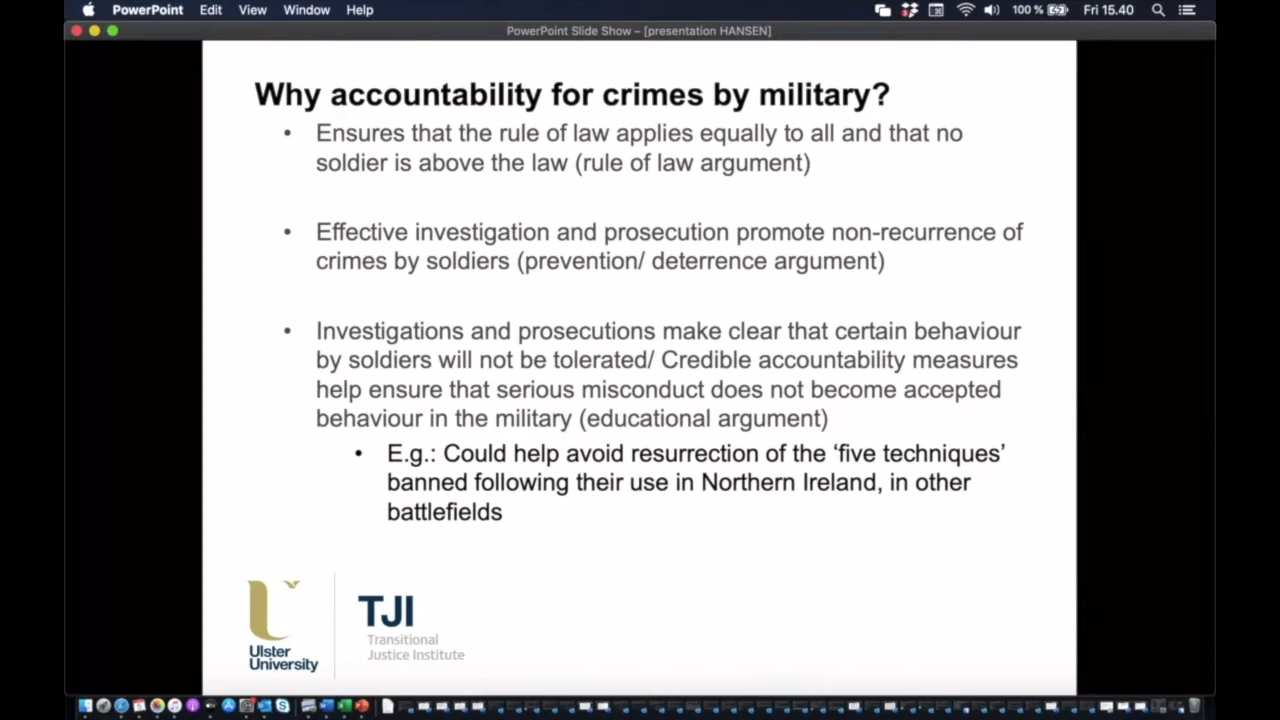 PowerPoint Edit View Window Help 100 % Fri 15.40
PowerPoint Slide Show – [presentation HANSEN]
Why accountability for crimes by military?
• Ensures that the rule of law applies equally to all and that no
soldier is above the law (rule of law argument)
• Effective investigation and prosecution promote non-recurrence of
crimes by soldiers (prevention/ deterrence argument)
• Investigations and prosecutions make clear that certain behaviour
by soldiers will not be tolerated/ Credible accountability measures
help ensure that serious misconduct does not become accepted
behaviour in the military (educational argument)
• E.g.: Could help avoid resurrection of the ‘five techniques’
banned following their use in Northern Ireland, in other
battlefields
Ulster
University
TJI
Transitional
Justice Institute